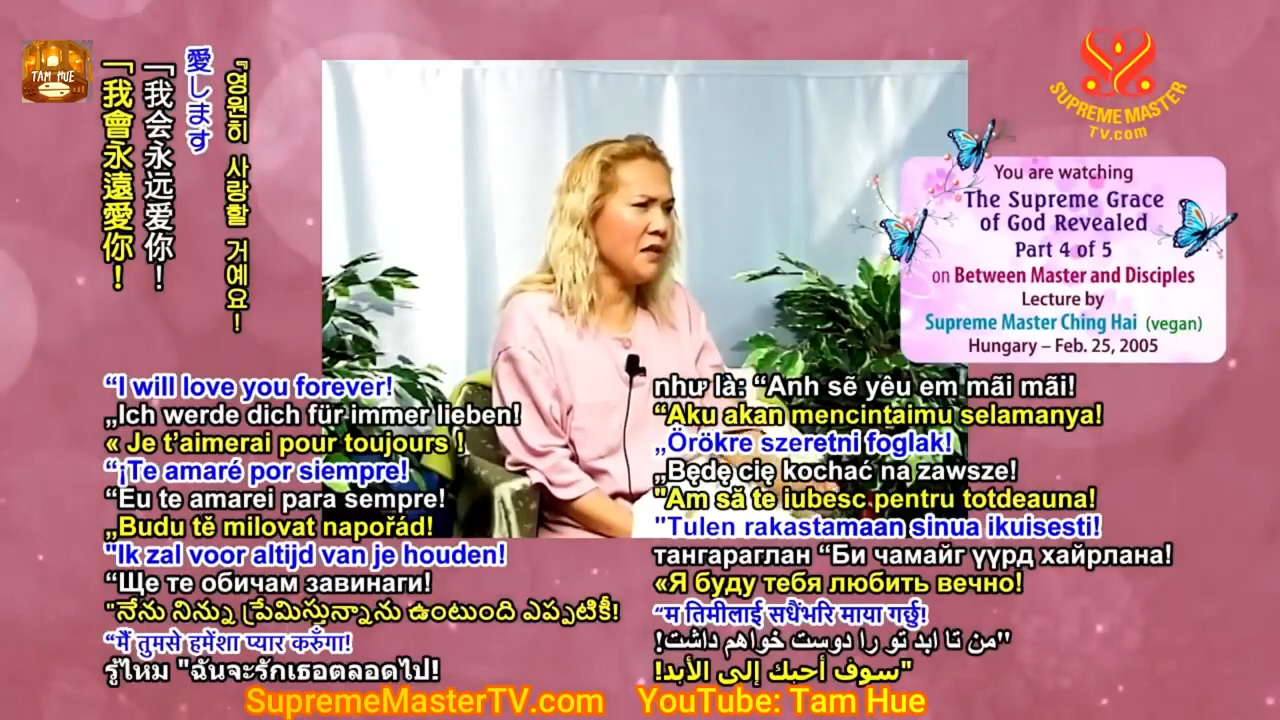 TAM HUE
「我會永遠愛你！
「我会永远爱你！
愛します
『영원히 사랑할 거예요!
SUPREME MASTER
TV.com
You are watching
The Supreme Grace
of God Revealed
Part 4 of 5
on Between Master and Disciples
Lecture by
Supreme Master Ching Hai (vegan)
Hungary – Feb. 25, 2005
“I will love you forever!
„Ich werde dich für immer lieben!
« Je t’aimerai pour toujours !
“¡Te amaré por siempre!
“Eu te amarei para sempre!
„Budu tě milovat napořád!
"Ik zal voor altijd van je houden!
“Ще те обичам завинаги!
"నేను నిన్ను ప్రేమిస్తున్నాను ఉంటుంది ఎప్పటికీ!
“मैं तुमसे हमेशा प्यार करुँगा!
รู้ไหม "ฉันจะรักเธอตลอดไป!
như là: “Anh sẽ yêu em mãi mãi!
“Aku akan mencintaimu selamanya!
„Örökre szeretni foglak!
„Będę cię kochać na zawsze!
"Am să te iubesc pentru totdeauna!
"Tulen rakastamaan sinua ikuisesti!
тангараглан “Би чамайг үүрд хайрлана!
«Я буду тебя любить вечно!
“म तिमीलाई सधैंभरि माया गर्छु!
"من تا ابد تو را دوست خواهم داشت!
"سوف أحبك إلى الأبد!
SupremeMasterTV.com YouTube: Tam Hue